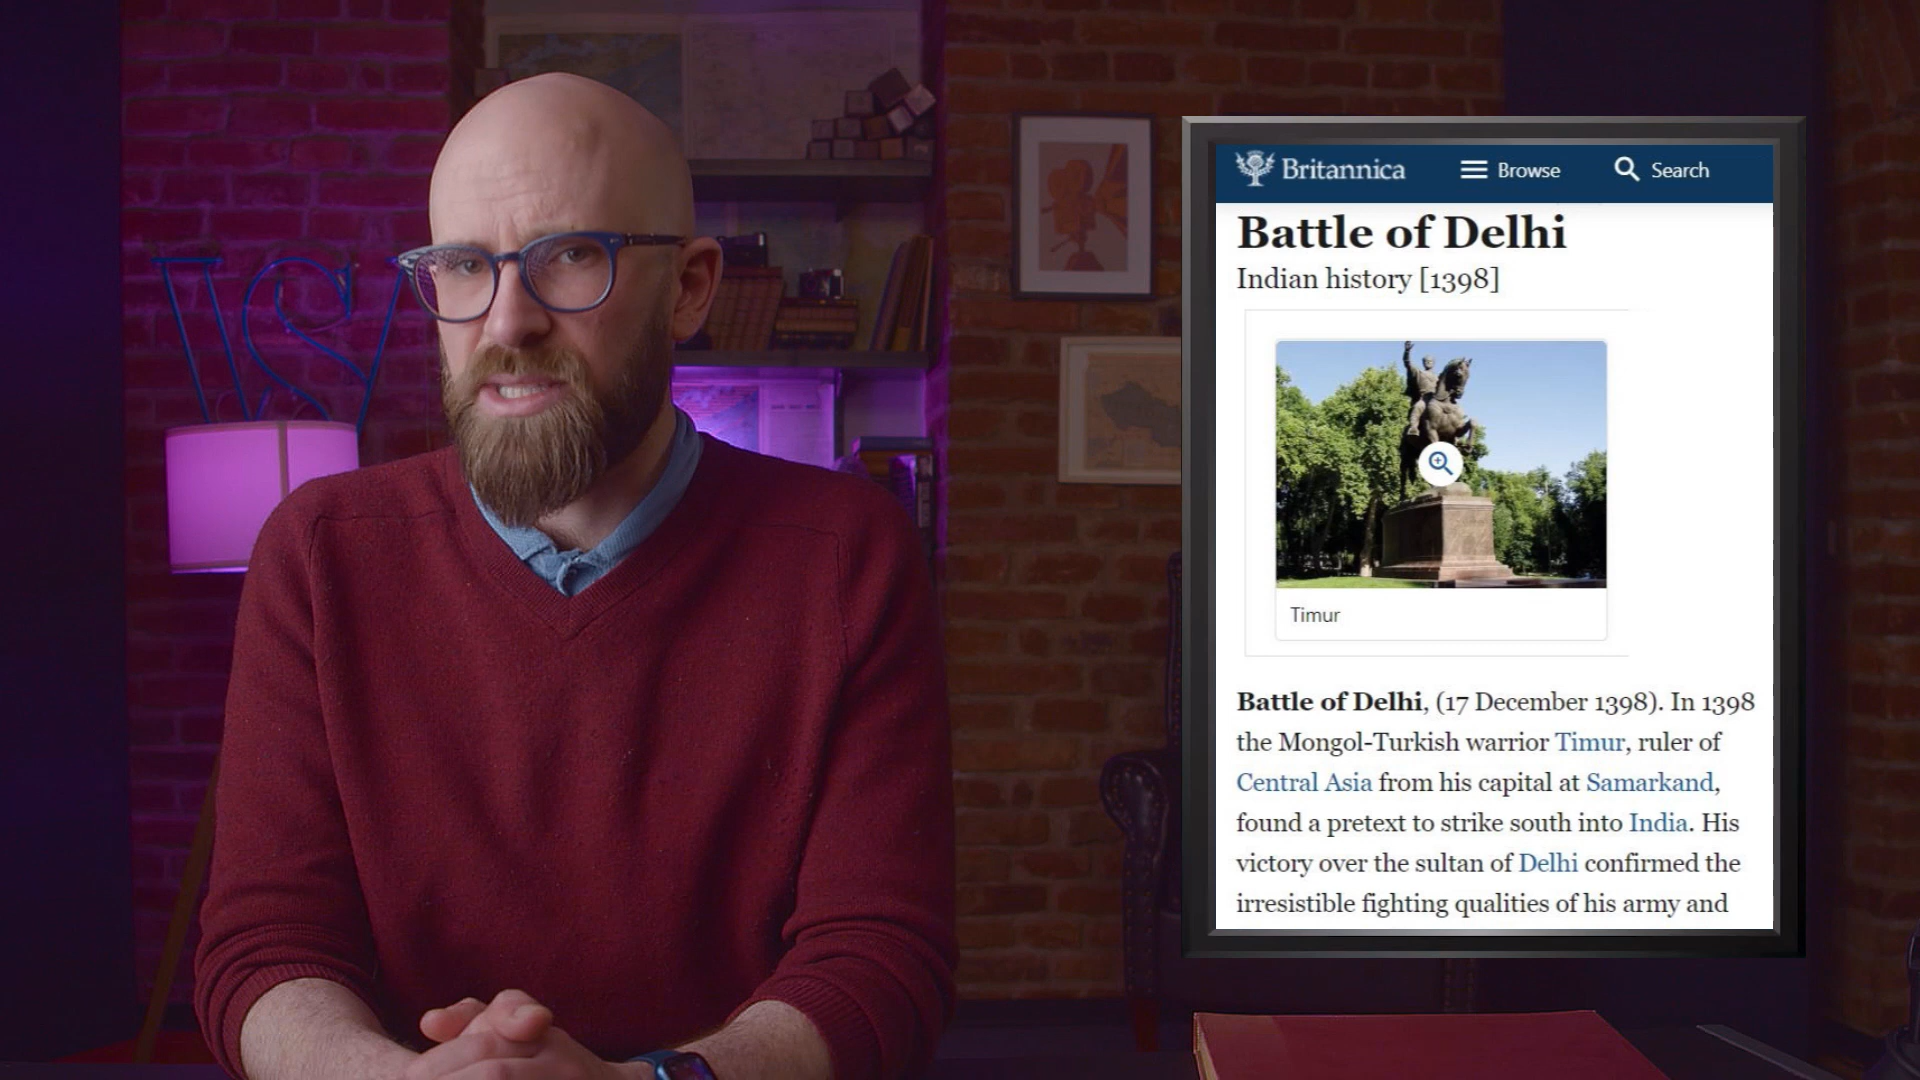 Britannica
Browse
Search
Battle of Delhi
Indian history [1398]
Timur
Battle of Delhi, (17 December 1398). In 1398
the Mongol-Turkish warrior Timur, ruler of
Central Asia from his capital at Samarkand,
found a pretext to strike south into India. His
victory over the sultan of Delhi confirmed the
irresistible fighting qualities of his army and